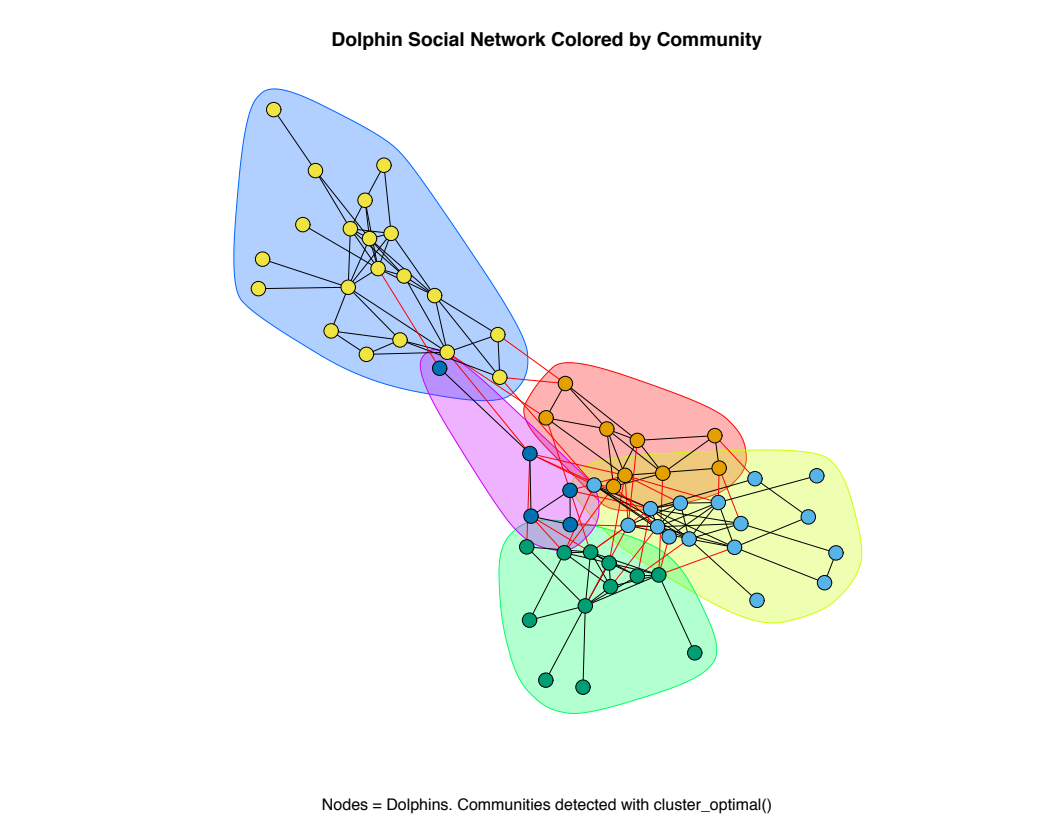 Dolphin Social Network Colored by Community
Nodes = Dolphins. Communities detected with cluster_optimal()